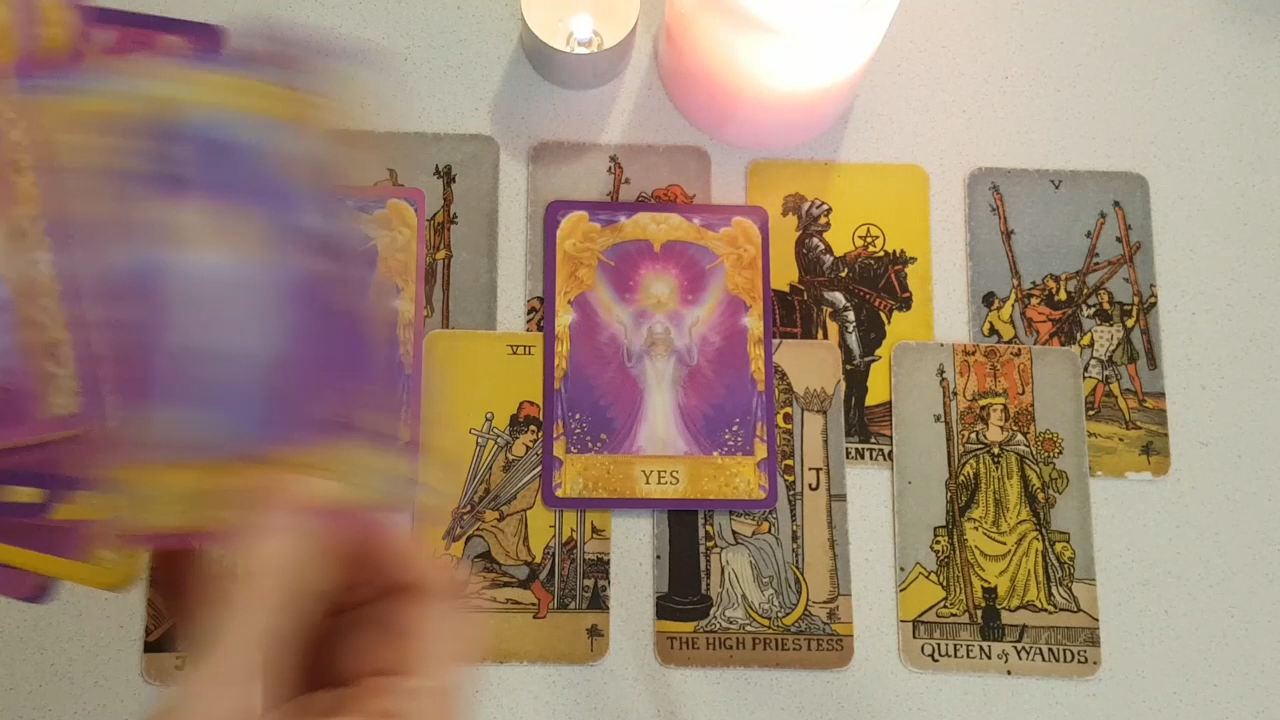 V
VII
YES
J
THE HIGH PRIESTESS
QUEEN of WANDS